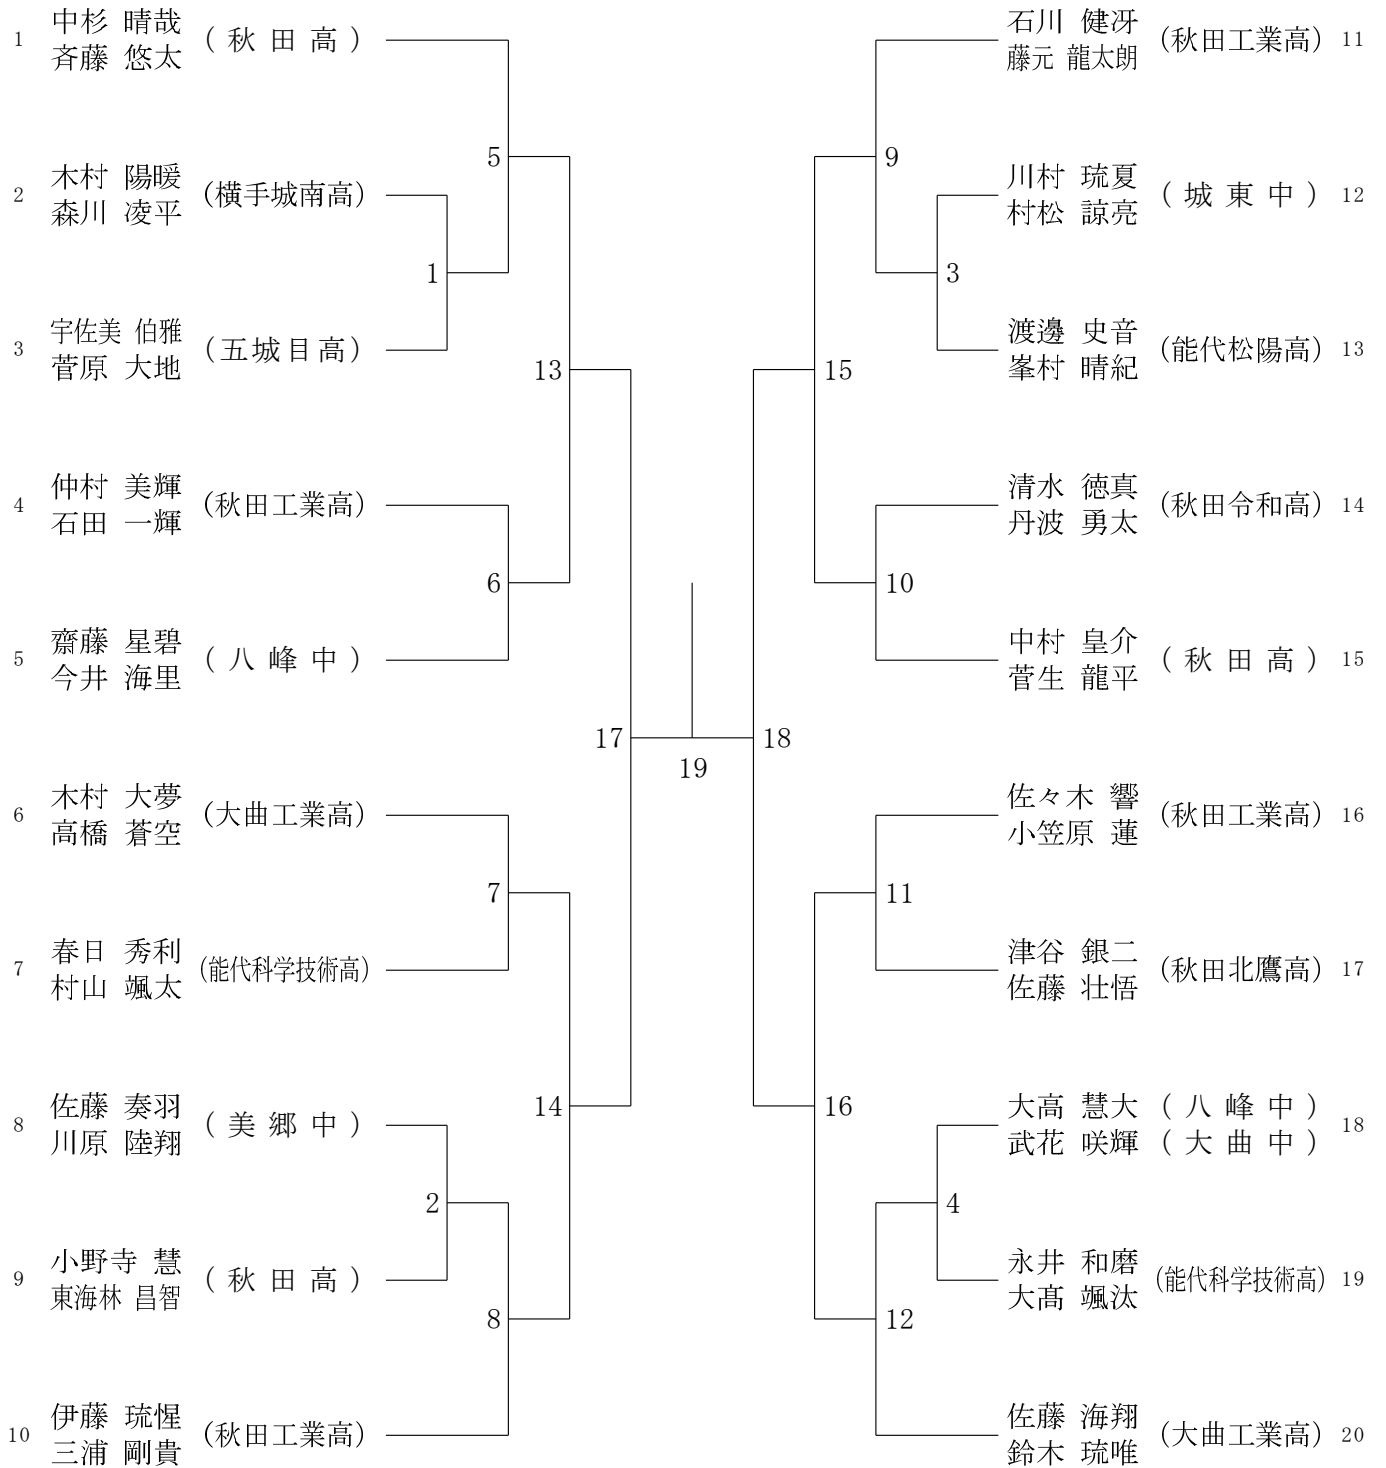 1 中杉 晴哉 (秋田高)
斉藤 悠太
2 木村 陽暖 (横手城南高)
森川 凌平
3 宇佐美 伯雅 (五城目高)
菅原 大地
4 仲村 美輝 (秋田工業高)
石田 一輝
5 齋藤 星碧 (八峰中)
今井 海里
6 木村 大夢 (大曲工業高)
高橋 蒼空
7 春日 秀利 (能代科学技術高)
村山 颯太
8 佐藤 奏羽 (美郷中)
川原 陸翔
9 小野寺 慧 (秋田高)
東海林 昌智
10 伊藤 琉惺 (秋田工業高)
三浦 剛貴
1
2
5
6
7
8
13
14
17
19
18
15
16
9
10
11
12
3
4
石川 健冴 (秋田工業高) 11
藤元 龍太朗
川村 琉夏 (城東中) 12
村松 諒亮
渡邊 史音 (能代松陽高) 13
峯村 晴紀
清水 徳真 (秋田令和高) 14
丹波 勇太
中村 皇介 (秋田高) 15
菅生 龍平
佐々木 響 (秋田工業高) 16
小笠原 蓮
津谷 銀二 (秋田北鷹高) 17
佐藤 壮悟
大高 慧大 (八峰中) 18
武花 咲輝 (大曲中)
永井 和磨 (能代科学技術高) 19
大髙 颯汰
佐藤 海翔 (大曲工業高) 20
鈴木 琉唯